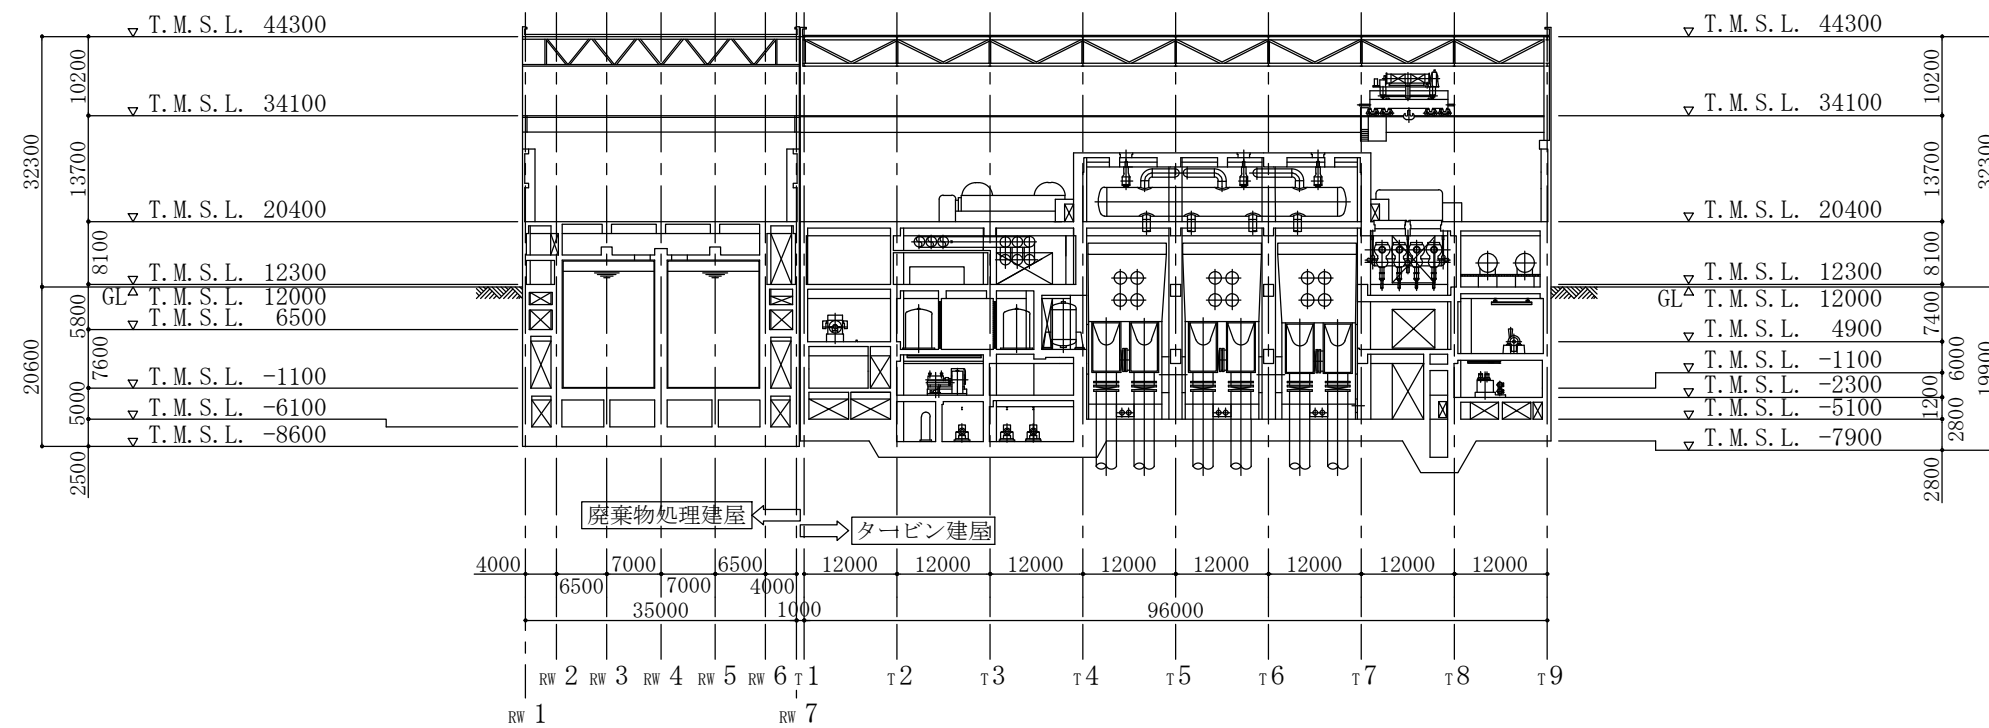 T.M.S.L. 44300
T.M.S.L. 34100
T.M.S.L. 20400
T.M.S.L. 12300
GL T.M.S.L. 12000
T.M.S.L. 6500
T.M.S.L. -1100
T.M.S.L. -6100
T.M.S.L. -8600
32300
20600
10200
13700
8100
5800
7600
5000
2500
T.M.S.L. 44300
T.M.S.L. 34100
T.M.S.L. 20400
T.M.S.L. 12300
GL T.M.S.L. 12000
T.M.S.L. 4900
T.M.S.L. -1100
T.M.S.L. -2300
T.M.S.L. -5100
T.M.S.L. -7900
10200
13700
8100
7400
6000
1200
2800
2800
32300
19900
廃棄物処理建屋
タービン建屋
4000 7000 6500 12000 12000 12000 12000 12000 12000 12000 12000
6500 7000 4000
35000 1000 96000
RW 2 RW 3 RW 4 RW 5 RW 6 T 1 T 2 T 3 T 4 T 5 T 6 T 7 T 8 T 9
RW 1 RW 7